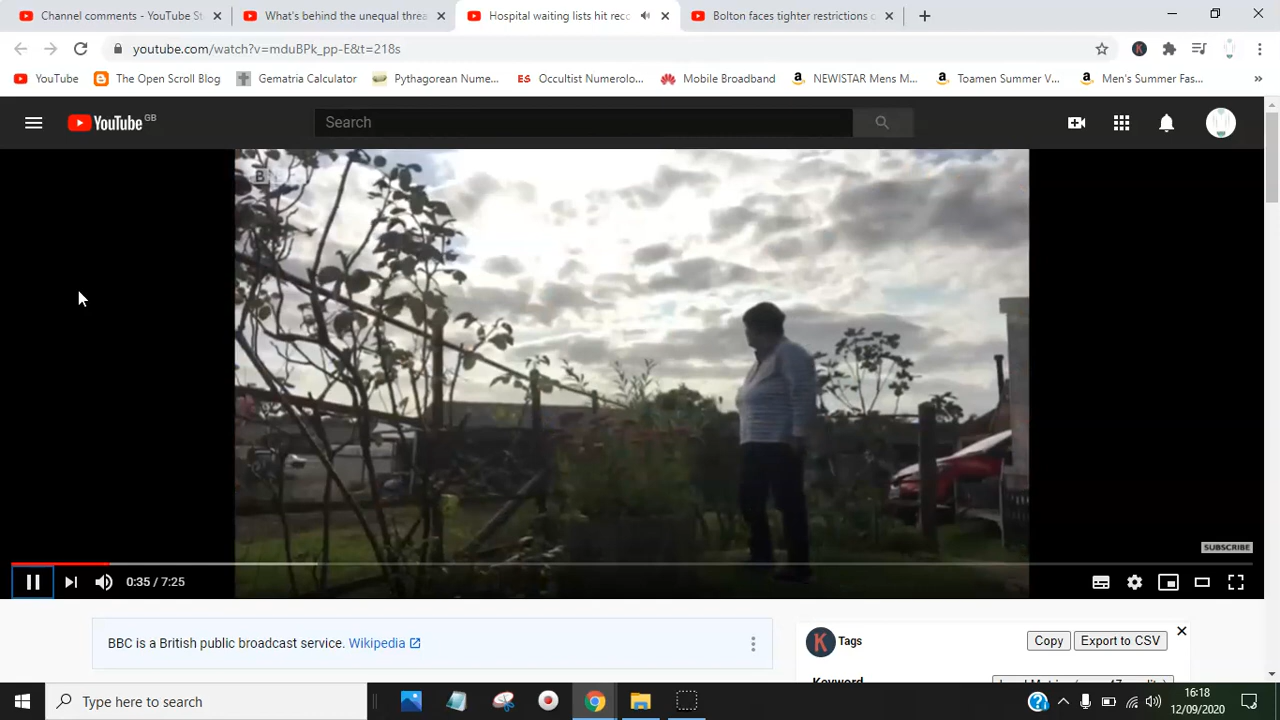 Channel comments - YouTube St
What's behind the unequal threa
Hospital waiting lists hit reco
Bolton faces tighter restrictions o
youtube.com/watch?v=mduBPk_pp-E&t=218s
K
YouTube
The Open Scroll Blog
Gematria Calculator
Pythagorean Nume...
ES Occultist Numerolo...
Mobile Broadband
NEWISTAR Mens M...
Toamen Summer V...
Men's Summer Fas...
»
YouTube GB
Search
SUBSCRIBE
0:35 / 7:25
BBC is a British public broadcast service. Wikipedia
K Tags
Copy
Export to CSV
Type here to search
16:18
12/09/2020